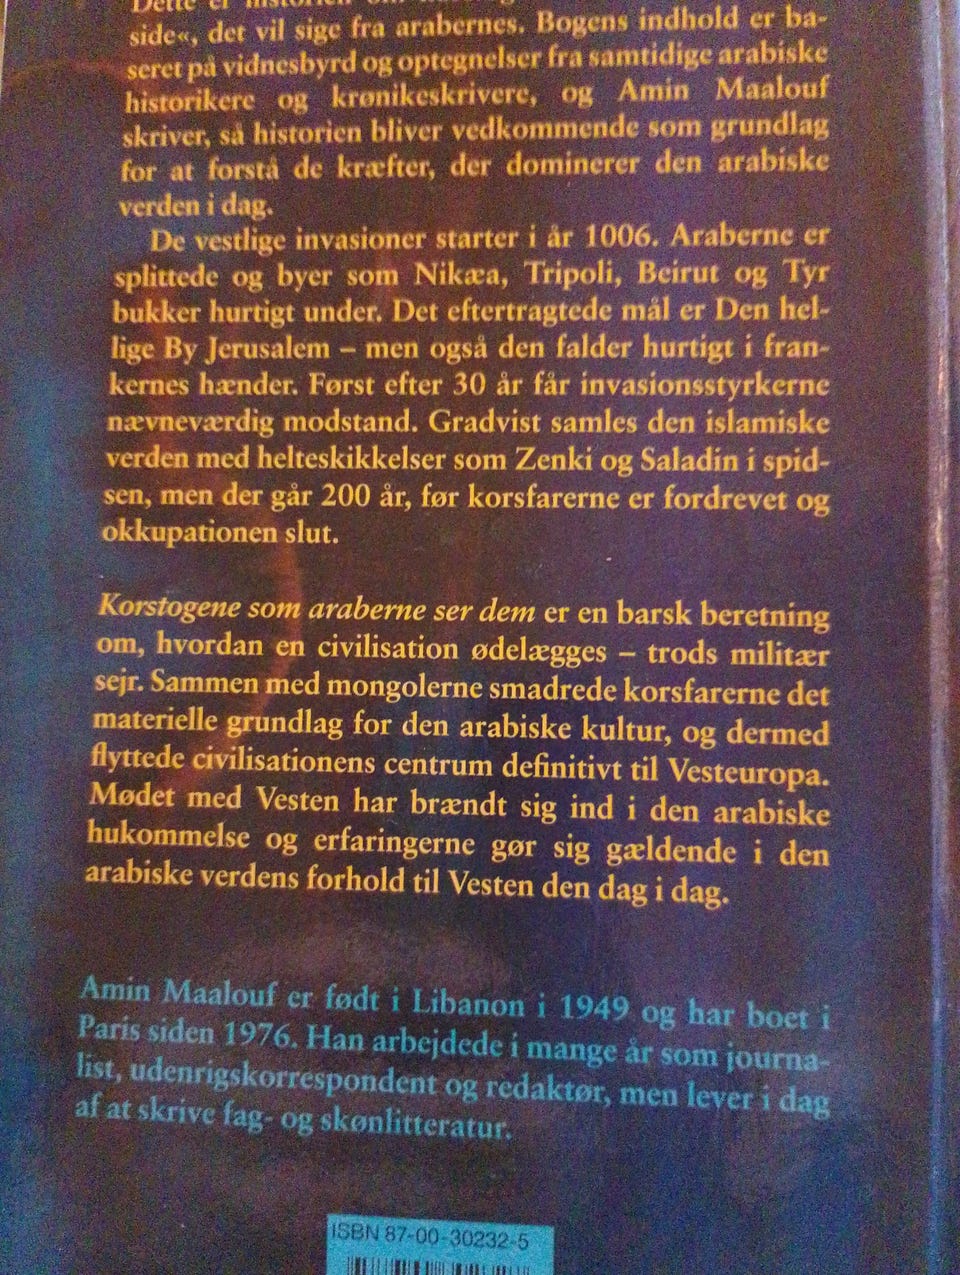 Dette er historien om
side«, det vil sige fra arabernes. Bogens indhold er ba-
seret på vidnesbyrd og optegnelser fra samtidige arabiske
historikere og krønikeskrivere, og Amin Maalouf
skriver, så historien bliver vedkommende som grundlag
for at forstå de kræfter, der dominerer den arabiske
verden i dag.
De vestlige invasioner starter i år 1006. Araberne er
splittede og byer som Nikæa, Tripoli, Beirut og Tyr
bukker hurtigt under. Det eftertragtede mål er Den hel-
lige By Jerusalem – men også den falder hurtigt i fran-
kernes hænder. Først efter 30 år får invasionsstyrkerne
nævneværdig modstand. Gradvist samles den islamiske
verden med helteskikkelser som Zenki og Saladin i spid-
sen, men der går 200 år, før korsfarerne er fordrevet og
okkupationen slut.
Korstogene som araberne ser dem er en barsk beretning
om, hvordan en civilisation ødelægges – trods militær
sejr. Sammen med mongolerne smadrede korsfarerne det
materielle grundlag for den arabiske kultur, og dermed
flyttede civilisationens centrum definitivt til Vesteuropa.
Mødet med Vesten har brændt sig ind i den arabiske
hukommelse og erfaringerne gør sig gældende i den
arabiske verdens forhold til Vesten den dag i dag.
Amin Maalouf er født i Libanon i 1949 og har boet i
Paris siden 1976. Han arbejdede i mange år som journa-
list, udenrigskorrespondent og redaktør, men lever i dag
af at skrive fag- og skønlitteratur.
ISBN 87-00-30232-5